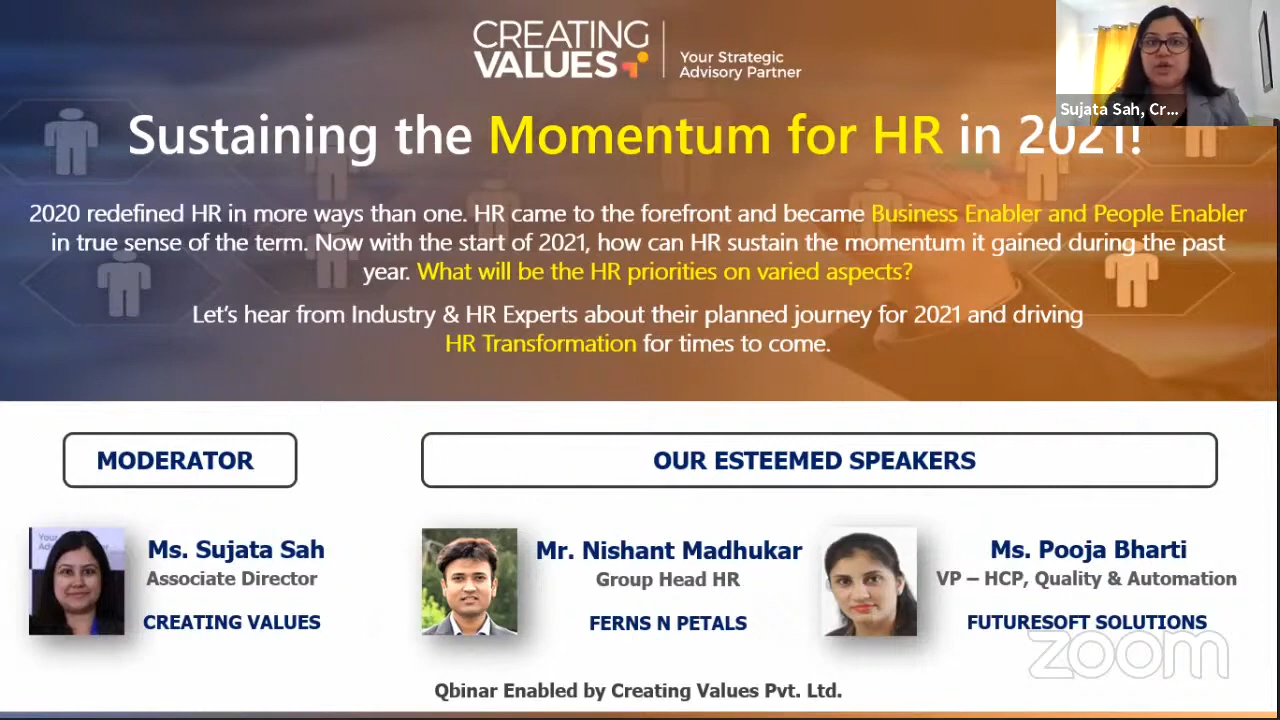 CREATING
VALUES
Your Strategic
Advisory Partner
Sujata Sah, Cr...
Sustaining the Momentum for HR in 2021!
2020 redefined HR in more ways than one. HR came to the forefront and became Business Enabler and People Enabler
in true sense of the term. Now with the start of 2021, how can HR sustain the momentum it gained during the past
year. What will be the HR priorities on varied aspects?
Let's hear from Industry & HR Experts about their planned journey for 2021 and driving
HR Transformation for times to come.
MODERATOR
OUR ESTEEMED SPEAKERS
Ms. Sujata Sah
Associate Director
CREATING VALUES
Mr. Nishant Madhukar
Group Head HR
FERNS N PETALS
Ms. Pooja Bharti
VP – HCP, Quality & Automation
FUTURESOFT SOLUTIONS
zoom
Qbinar Enabled by Creating Values Pvt. Ltd.